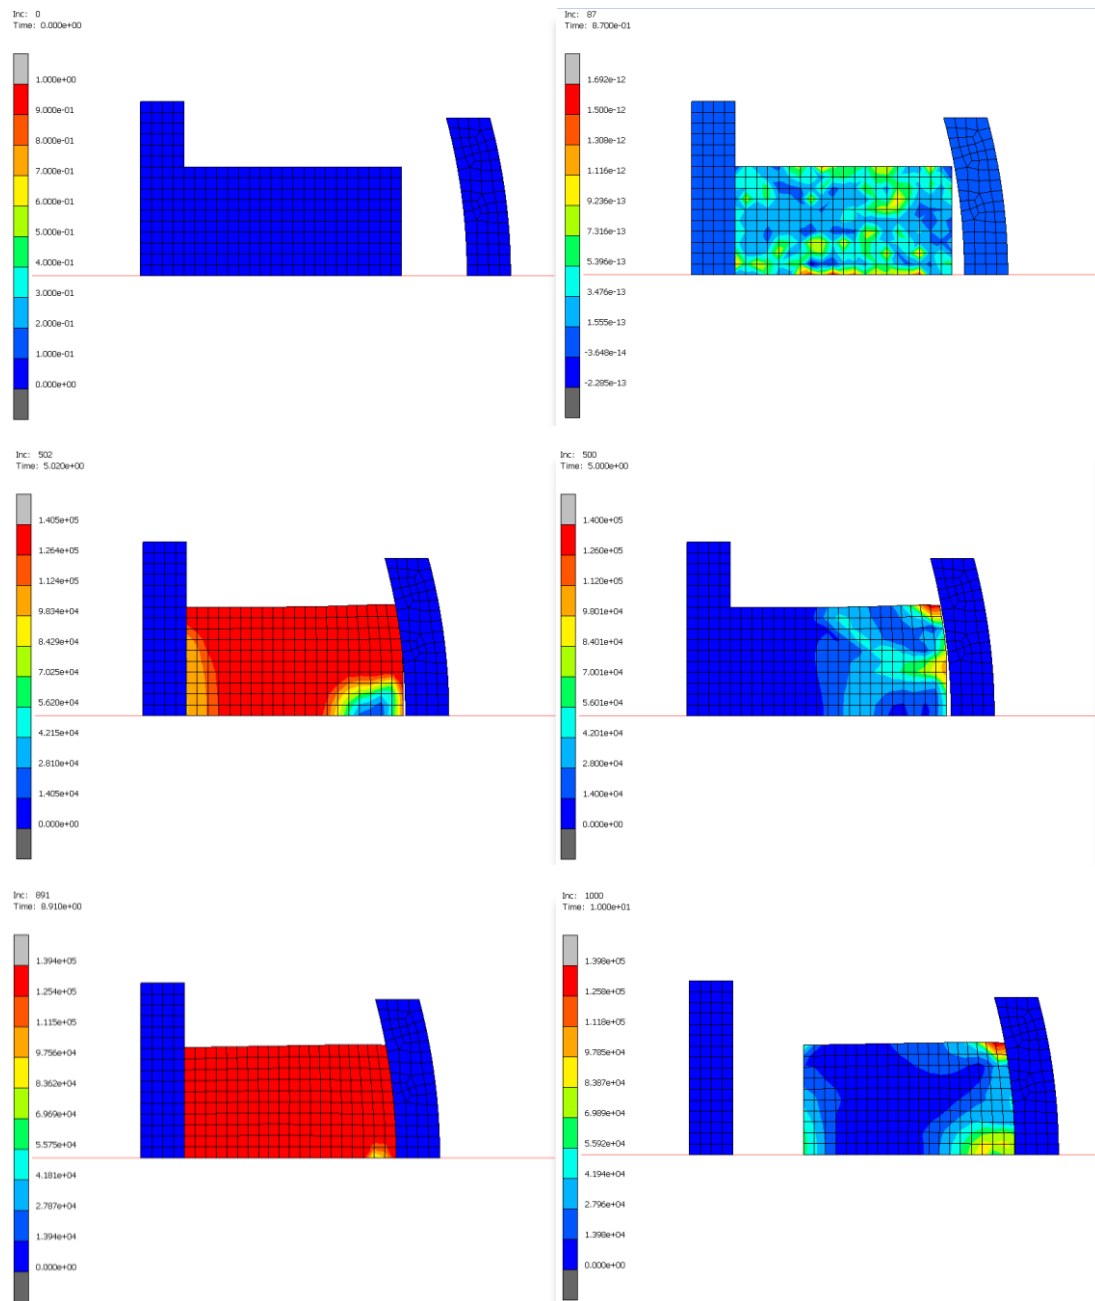 Inc: 0
Time: 0.000e+00
1.000e+00
9.000e-01
8.000e-01
7.000e-01
6.000e-01
5.000e-01
4.000e-01
3.000e-01
2.000e-01
1.000e-01
0.000e+00
Inc: 87
Time: 8.700e-01
1.692e-12
1.500e-12
1.308e-12
1.116e-12
9.236e-13
7.316e-13
5.396e-13
3.476e-13
1.555e-13
-3.648e-14
-2.285e-13
Inc: 502
Time: 5.020e+00
1.405e+05
1.264e+05
1.124e+05
9.834e+04
8.429e+04
7.025e+04
5.620e+04
4.215e+04
2.810e+04
1.405e+04
0.000e+00
Inc: 500
Time: 5.000e+00
1.400e+05
1.260e+05
1.120e+05
9.801e+04
8.401e+04
7.001e+04
5.601e+04
4.201e+04
2.800e+04
1.400e+04
0.000e+00
Inc: 891
Time: 8.910e+00
1.394e+05
1.254e+05
1.115e+05
9.756e+04
8.362e+04
6.969e+04
5.575e+04
4.181e+04
2.787e+04
1.394e+04
0.000e+00
Inc: 1000
Time: 1.000e+01
1.398e+05
1.258e+05
1.118e+05
9.785e+04
8.387e+04
6.989e+04
5.592e+04
4.194e+04
2.796e+04
1.398e+04
0.000e+00